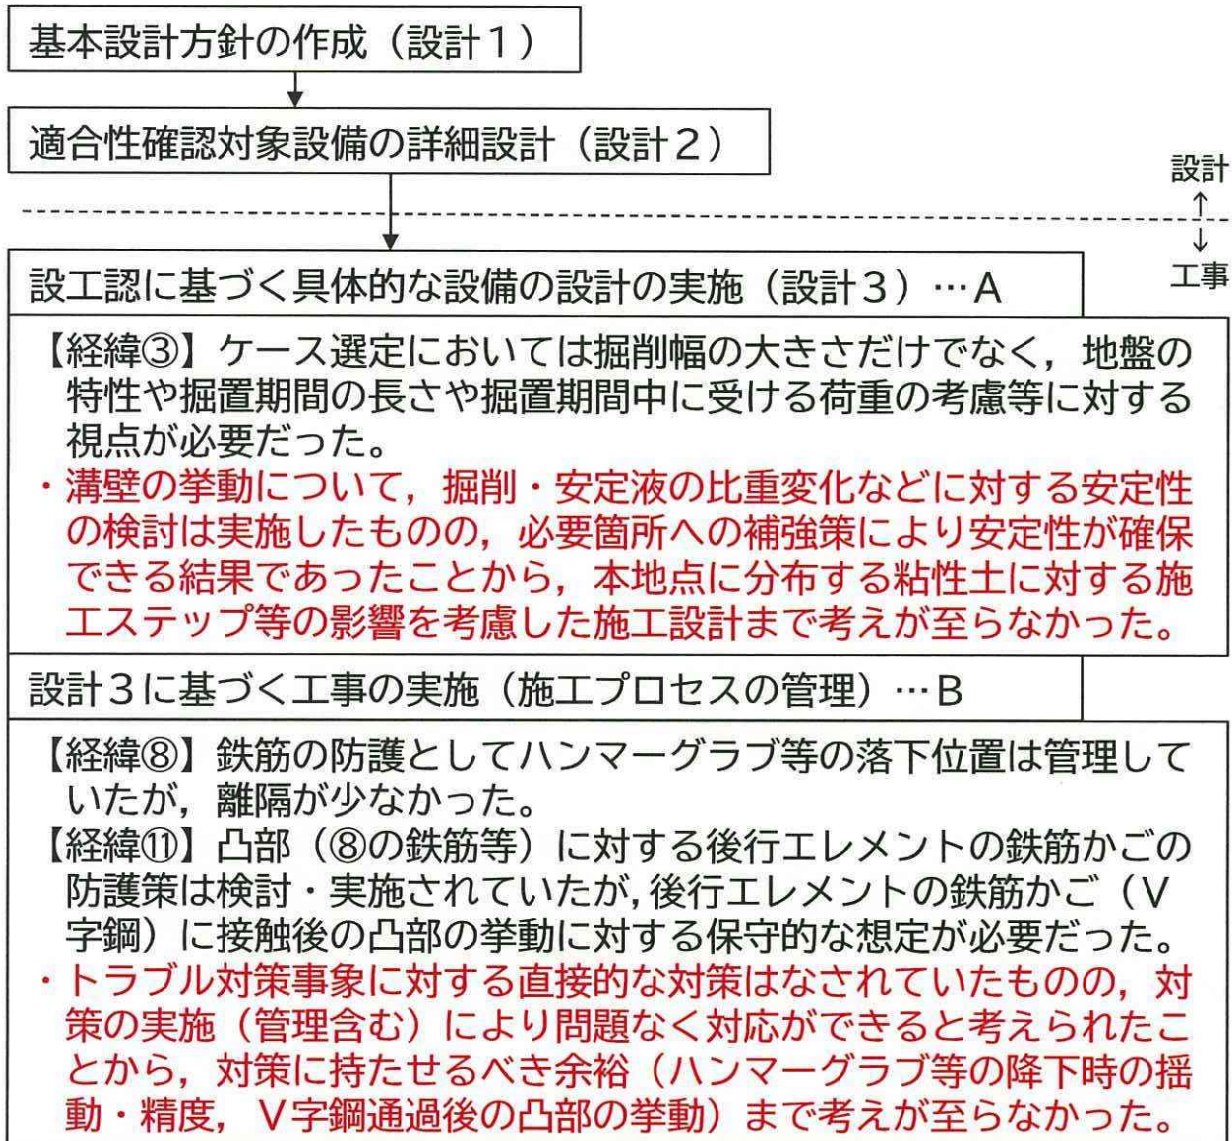 基本設計方針の作成（設計１）
適合性確認対象設備の詳細設計（設計２）
設計
↑
↓
工事
設工認に基づく具体的な設備の設計の実施（設計３）…A
【経緯③】ケース選定においては掘削幅の大きさだけでなく，地盤の
特性や掘置期間の長さや掘置期間中に受ける荷重の考慮等に対する
視点が必要だった。
・溝壁の挙動について，掘削・安定液の比重変化などに対する安定性
の検討は実施したものの，必要箇所への補強策により安定性が確保
できる結果であったことから，本地点に分布する粘性土に対する施
工ステップ等の影響を考慮した施工設計まで考えが至らなかった。
設計３に基づく工事の実施（施工プロセスの管理）…B
【経緯⑧】鉄筋の防護としてハンマーグラブ等の落下位置は管理して
いたが，離隔が少なかった。
【経緯⑪】凸部（⑧の鉄筋等）に対する後行エレメントの鉄筋かごの
防護策は検討・実施されていたが，後行エレメントの鉄筋かご（Ｖ
字鋼）に接触後の凸部の挙動に対する保守的な想定が必要だった。
・トラブル対策事象に対する直接的な対策はなされていたものの，対
策の実施（管理含む）により問題なく対応ができると考えられたこ
とから，対策に持たせるべき余裕（ハンマーグラブ等の降下時の揺
動・精度，Ｖ字鋼通過後の凸部の挙動）まで考えが至らなかった。